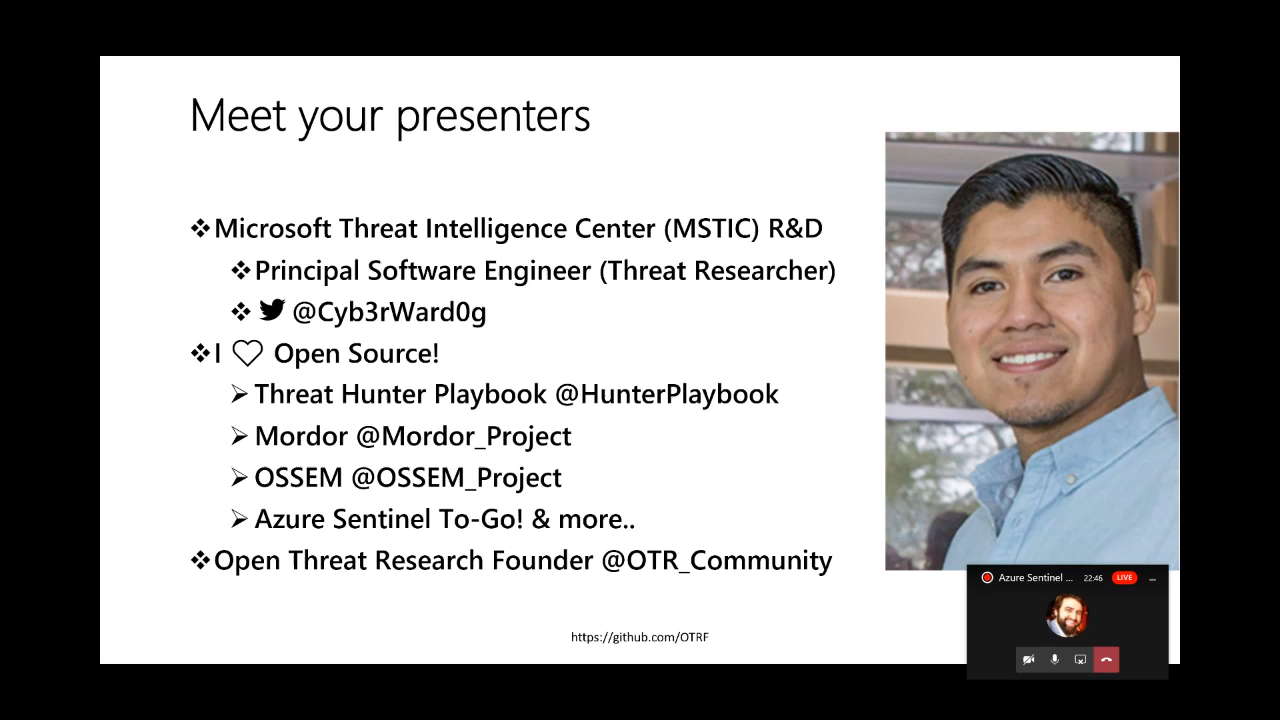 Meet your presenters
❖Microsoft Threat Intelligence Center (MSTIC) R&D
❖Principal Software Engineer (Threat Researcher)
❖ @Cyb3rWard0g
❖I ♡ Open Source!
➢ Threat Hunter Playbook @HunterPlaybook
➢ Mordor @Mordor_Project
➢ OSSEM @OSSEM_Project
➢ Azure Sentinel To-Go! & more..
❖Open Threat Research Founder @OTR_Community
https://github.com/OTRF
Azure Sentinel ... 22:46 LIVE